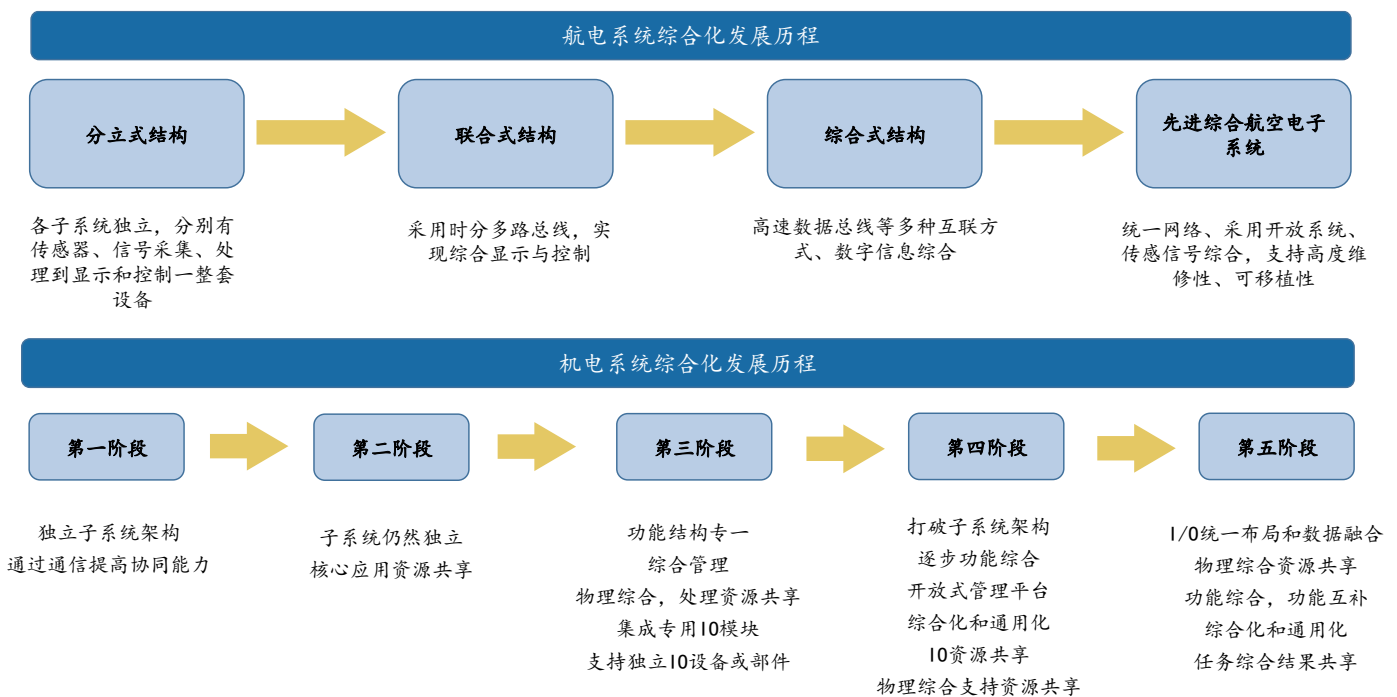 航电系统综合化发展历程
分立式结构
联合式结构
综合式结构
先进综合航空电子
系统
各子系统独立，分别有
传感器、信号采集、处
理到显示和控制一整套
设备
采用时分多路总线，实
现综合显示与控制
高速数据总线等多种互联方
式、数字信息综合
统一网络、采用开放系统、
传感信号综合，支持高度维
修性、可移植性
机电系统综合化发展历程
第一阶段
第二阶段
第三阶段
第四阶段
第五阶段
独立子系统架构
通过通信提高协同能力
子系统仍然独立
核心应用资源共享
功能结构专一
综合管理
物理综合，处理资源共享
集成专用IO模块
支持独立IO设备或部件
打破子系统架构
逐步功能综合
开放式管理平台
综合化和通用化
IO资源共享
物理综合支持资源共享
I/O统一布局和数据融合
物理综合资源共享
功能综合，功能互补
综合化和通用化
任务综合结果共享